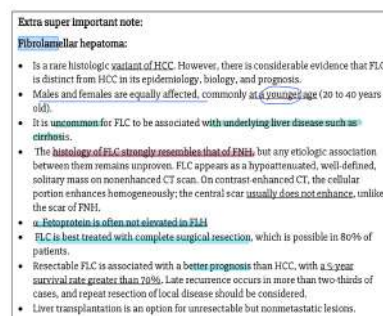 Extra super important note:
Fibrolamellar hepatoma:
• Is a rare histologic variant of HCC. However, there is considerable evidence that FLC
is distinct from HCC in its epidemiology, biology, and prognosis.
• Males and females are equally affected, commonly at a younger age (20 to 40 years
old).
• It is uncommon for FLC to be associated with underlying liver disease such as
cirrhosis.
• The histology of FLC strongly resembles that of FNH, but any etiologic association
between them remains unproven. FLC appears as a hypoattenuated, well-defined,
solitary mass on nonenhanced CT scan. On contrast-enhanced CT, the cellular
portion enhances homogeneously; the central scar usually does not enhance, unlike
the scar of FNH.
• α-Fetoprotein is often not elevated in FLH
• FLC is best treated with complete surgical resection, which is possible in 80% of
patients.
• Resectable FLC is associated with a better prognosis than HCC, with a 5-year
survival rate greater than 70%. Late recurrence occurs in more than two-thirds of
cases, and repeat resection of local disease should be considered.
• Liver transplantation is an option for unresectable but nonmetastatic lesions.